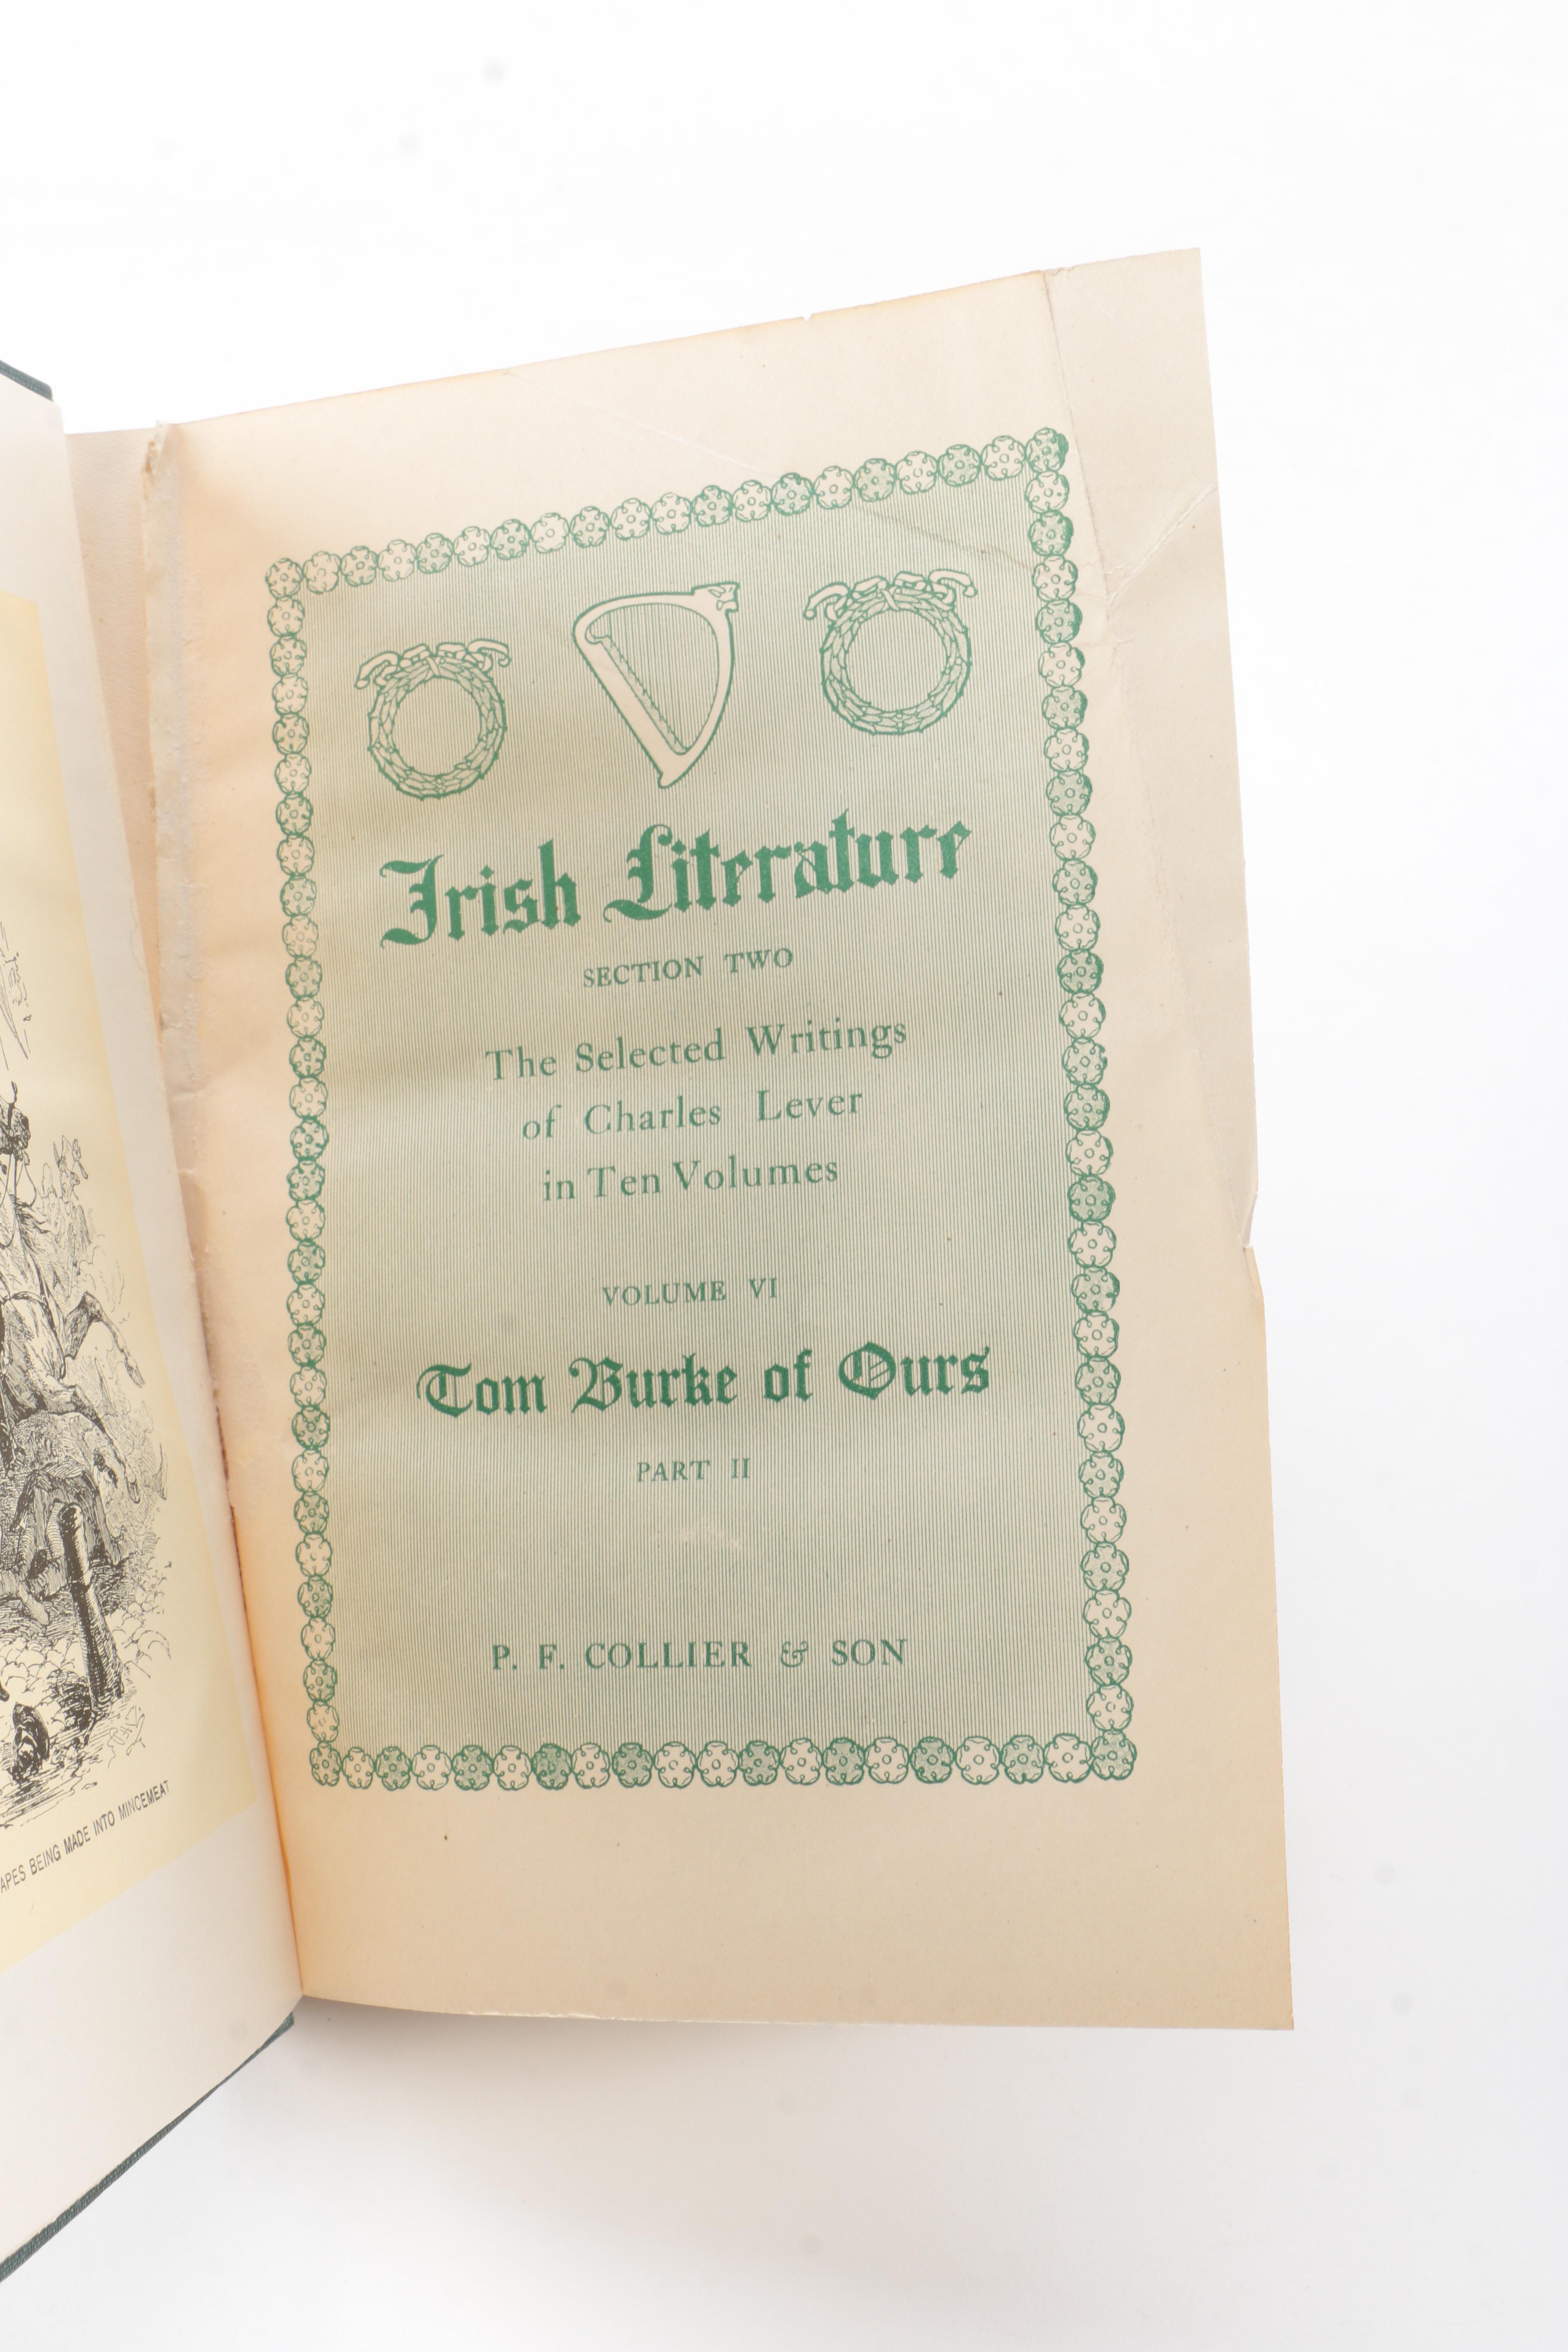 APES BEING MADE INTO MINCEMEAT
Irish Literature
SECTION TWO
The Selected Writings
of Charles Lever
in Ten Volumes
VOLUME VI
Tom Burke of Ours
PART II
P. F. COLLIER & SON